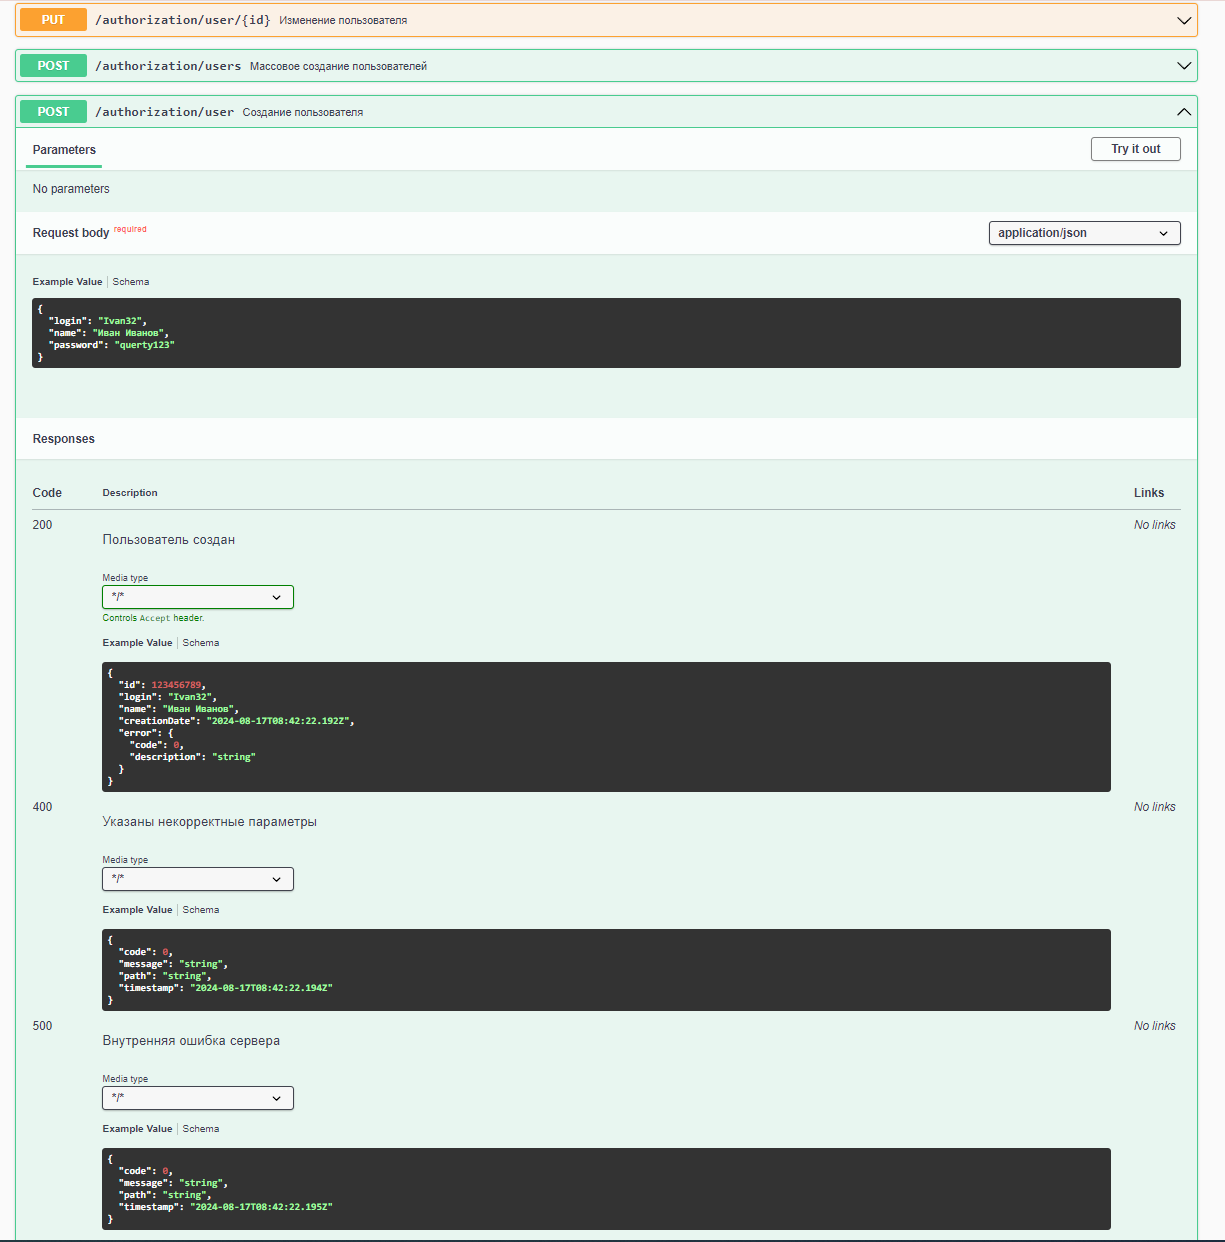 PUT /authorization/user/{id} Изменение пользователя
POST /authorization/users Массовое создание пользователей
POST /authorization/user Создание пользователя
Parameters
Try it out
No parameters
Request body required
application/json
Example Value | Schema
{
"login": "Ivan32",
"name": "Иван Иванов",
"password": "querty123"
}
Responses
Code Description Links
200 No links
Пользователь создан
Media type
*/*
Controls Accept header.
Example Value | Schema
{
"id": 123456789,
"login": "Ivan32",
"name": "Иван Иванов",
"creationDate": "2024-08-17T08:42:22.192Z",
"error": {
"code": 0,
"description": "string"
}
}
400 No links
Указаны некорректные параметры
Media type
*/*
Example Value | Schema
{
"code": 0,
"message": "string",
"path": "string",
"timestamp": "2024-08-17T08:42:22.194Z"
}
500 No links
Внутренняя ошибка сервера
Media type
*/*
Example Value | Schema
{
"code": 0,
"message": "string",
"path": "string",
"timestamp": "2024-08-17T08:42:22.195Z"
}